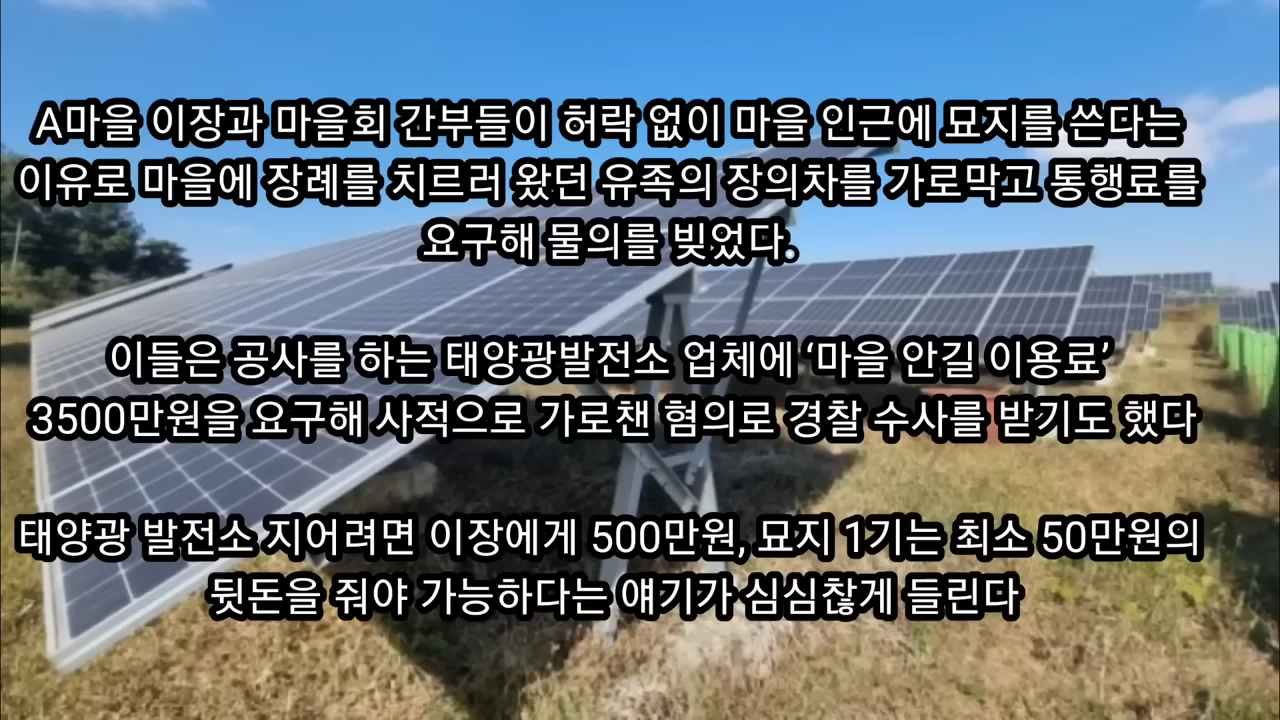 A마을 이장과 마을회 간부들이 허락 없이 마을 인근에 묘지를 쓴다는
이유로 마을에 장례를 치르러 왔던 유족의 장의차를 가로막고 통행료를
요구해 물의를 빚었다.
이들은 공사를 하는 태양광발전소 업체에 ‘마을 안길 이용료’
3500만원을 요구해 사적으로 가로챈 혐의로 경찰 수사를 받기도 했다
태양광 발전소 지어려면 이장에게 500만원, 묘지 1기는 최소 50만원의
뒷돈을 줘야 가능하다는 얘기가 심심찮게 들린다